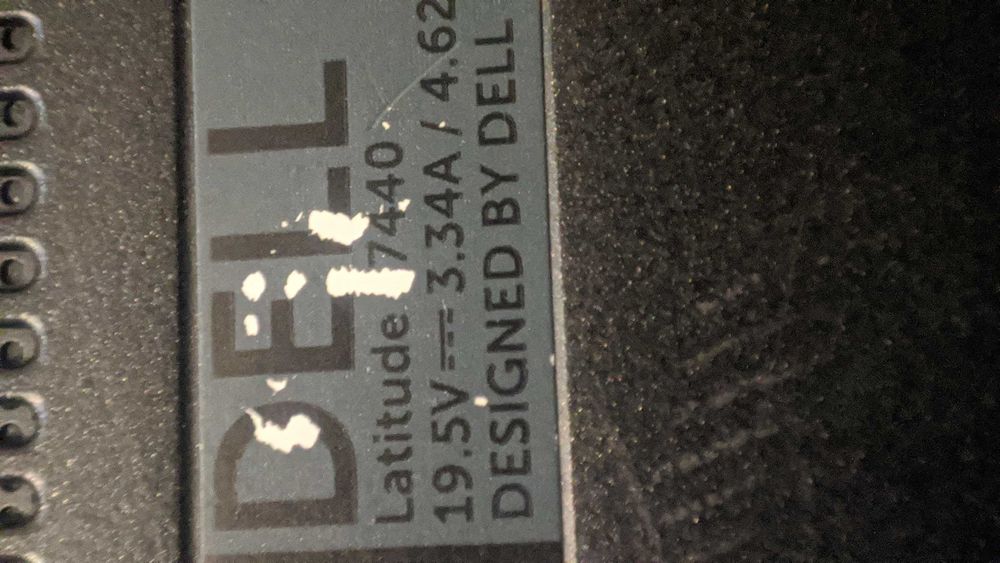 DELL
Latitude 7440
19.5V⎓3.34A / 4.62
DESIGNED BY DELL